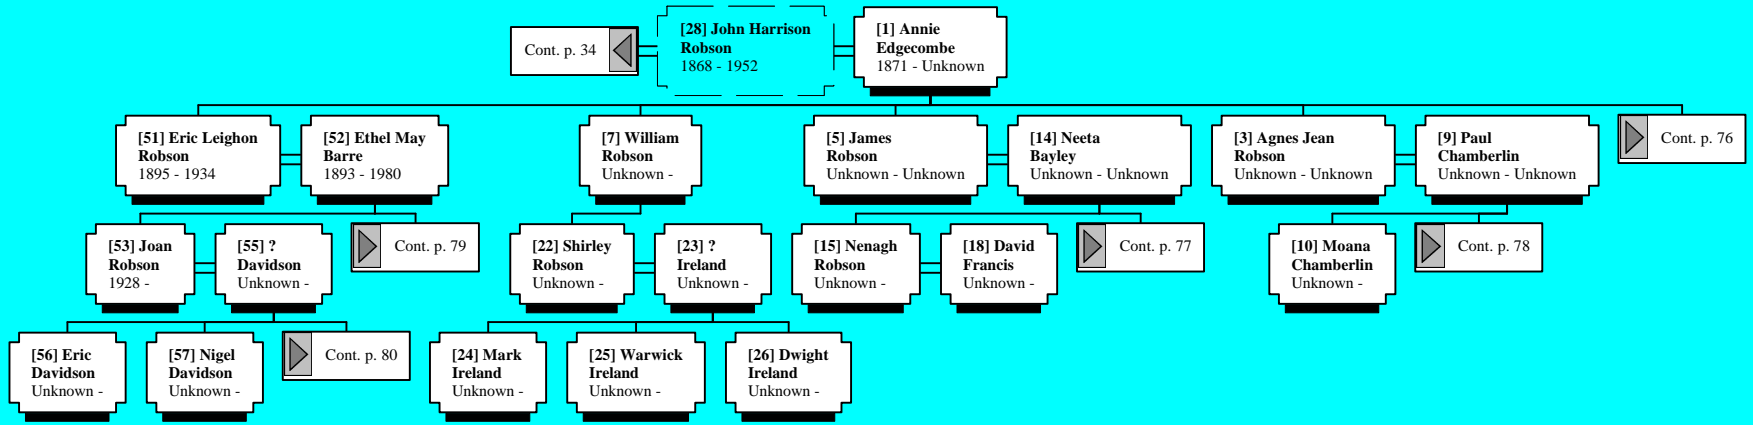 Cont. p. 34
[28] John Harrison
Robson
1868 - 1952
[1] Annie
Edgecombe
1871 - Unknown
[51] Eric Leighon
Robson
1895 - 1934
[52] Ethel May
Barre
1893 - 1980
[7] William
Robson
Unknown -
[5] James
Robson
Unknown - Unknown
[14] Neeta
Bayley
Unknown - Unknown
[3] Agnes Jean
Robson
Unknown - Unknown
[9] Paul
Chamberlin
Unknown - Unknown
Cont. p. 76
[53] Joan
Robson
1928 -
[55] ?
Davidson
Unknown -
Cont. p. 79
[22] Shirley
Robson
Unknown -
[23] ?
Ireland
Unknown -
[15] Nenagh
Robson
Unknown -
[18] David
Francis
Unknown -
Cont. p. 77
[10] Moana
Chamberlin
Unknown -
Cont. p. 78
[56] Eric
Davidson
Unknown -
[57] Nigel
Davidson
Unknown -
Cont. p. 80
[24] Mark
Ireland
Unknown -
[25] Warwick
Ireland
Unknown -
[26] Dwight
Ireland
Unknown -